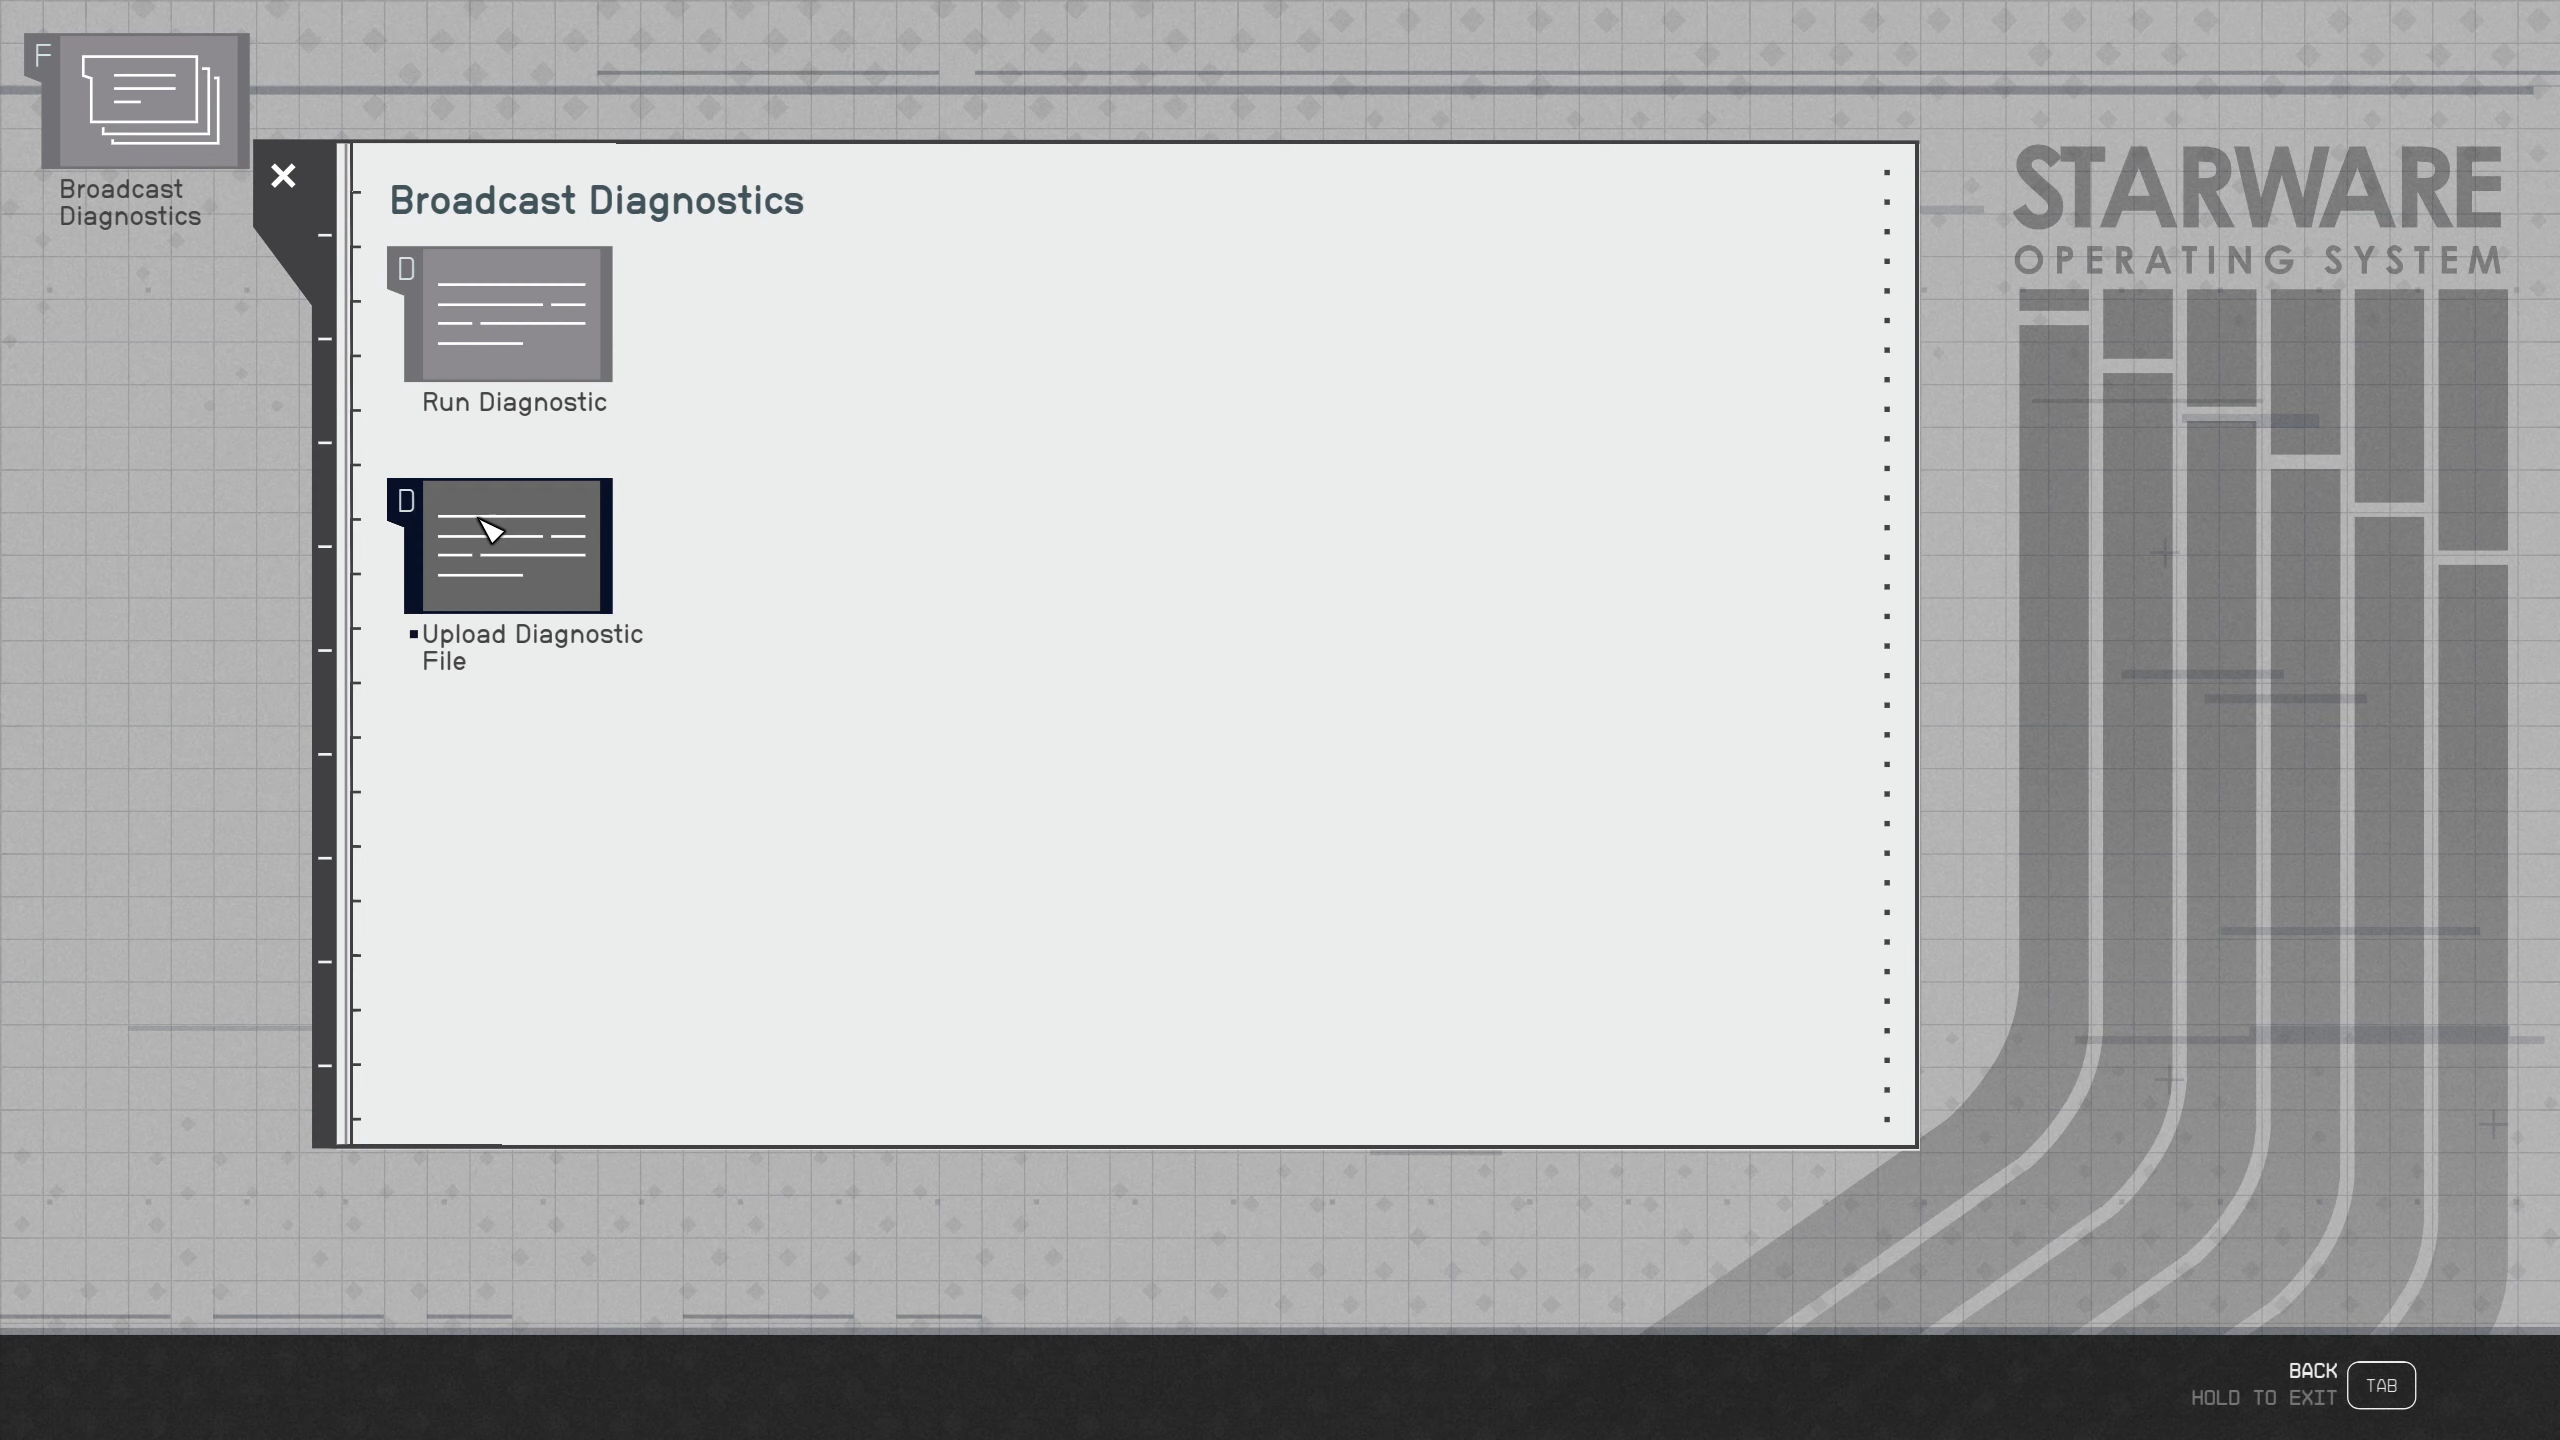 F
Broadcast
Diagnostics
Broadcast Diagnostics
D
Run Diagnostic
D
Upload Diagnostic
File
STARWARE
OPERATING SYSTEM
BACK
HOLD TO EXIT
TAB